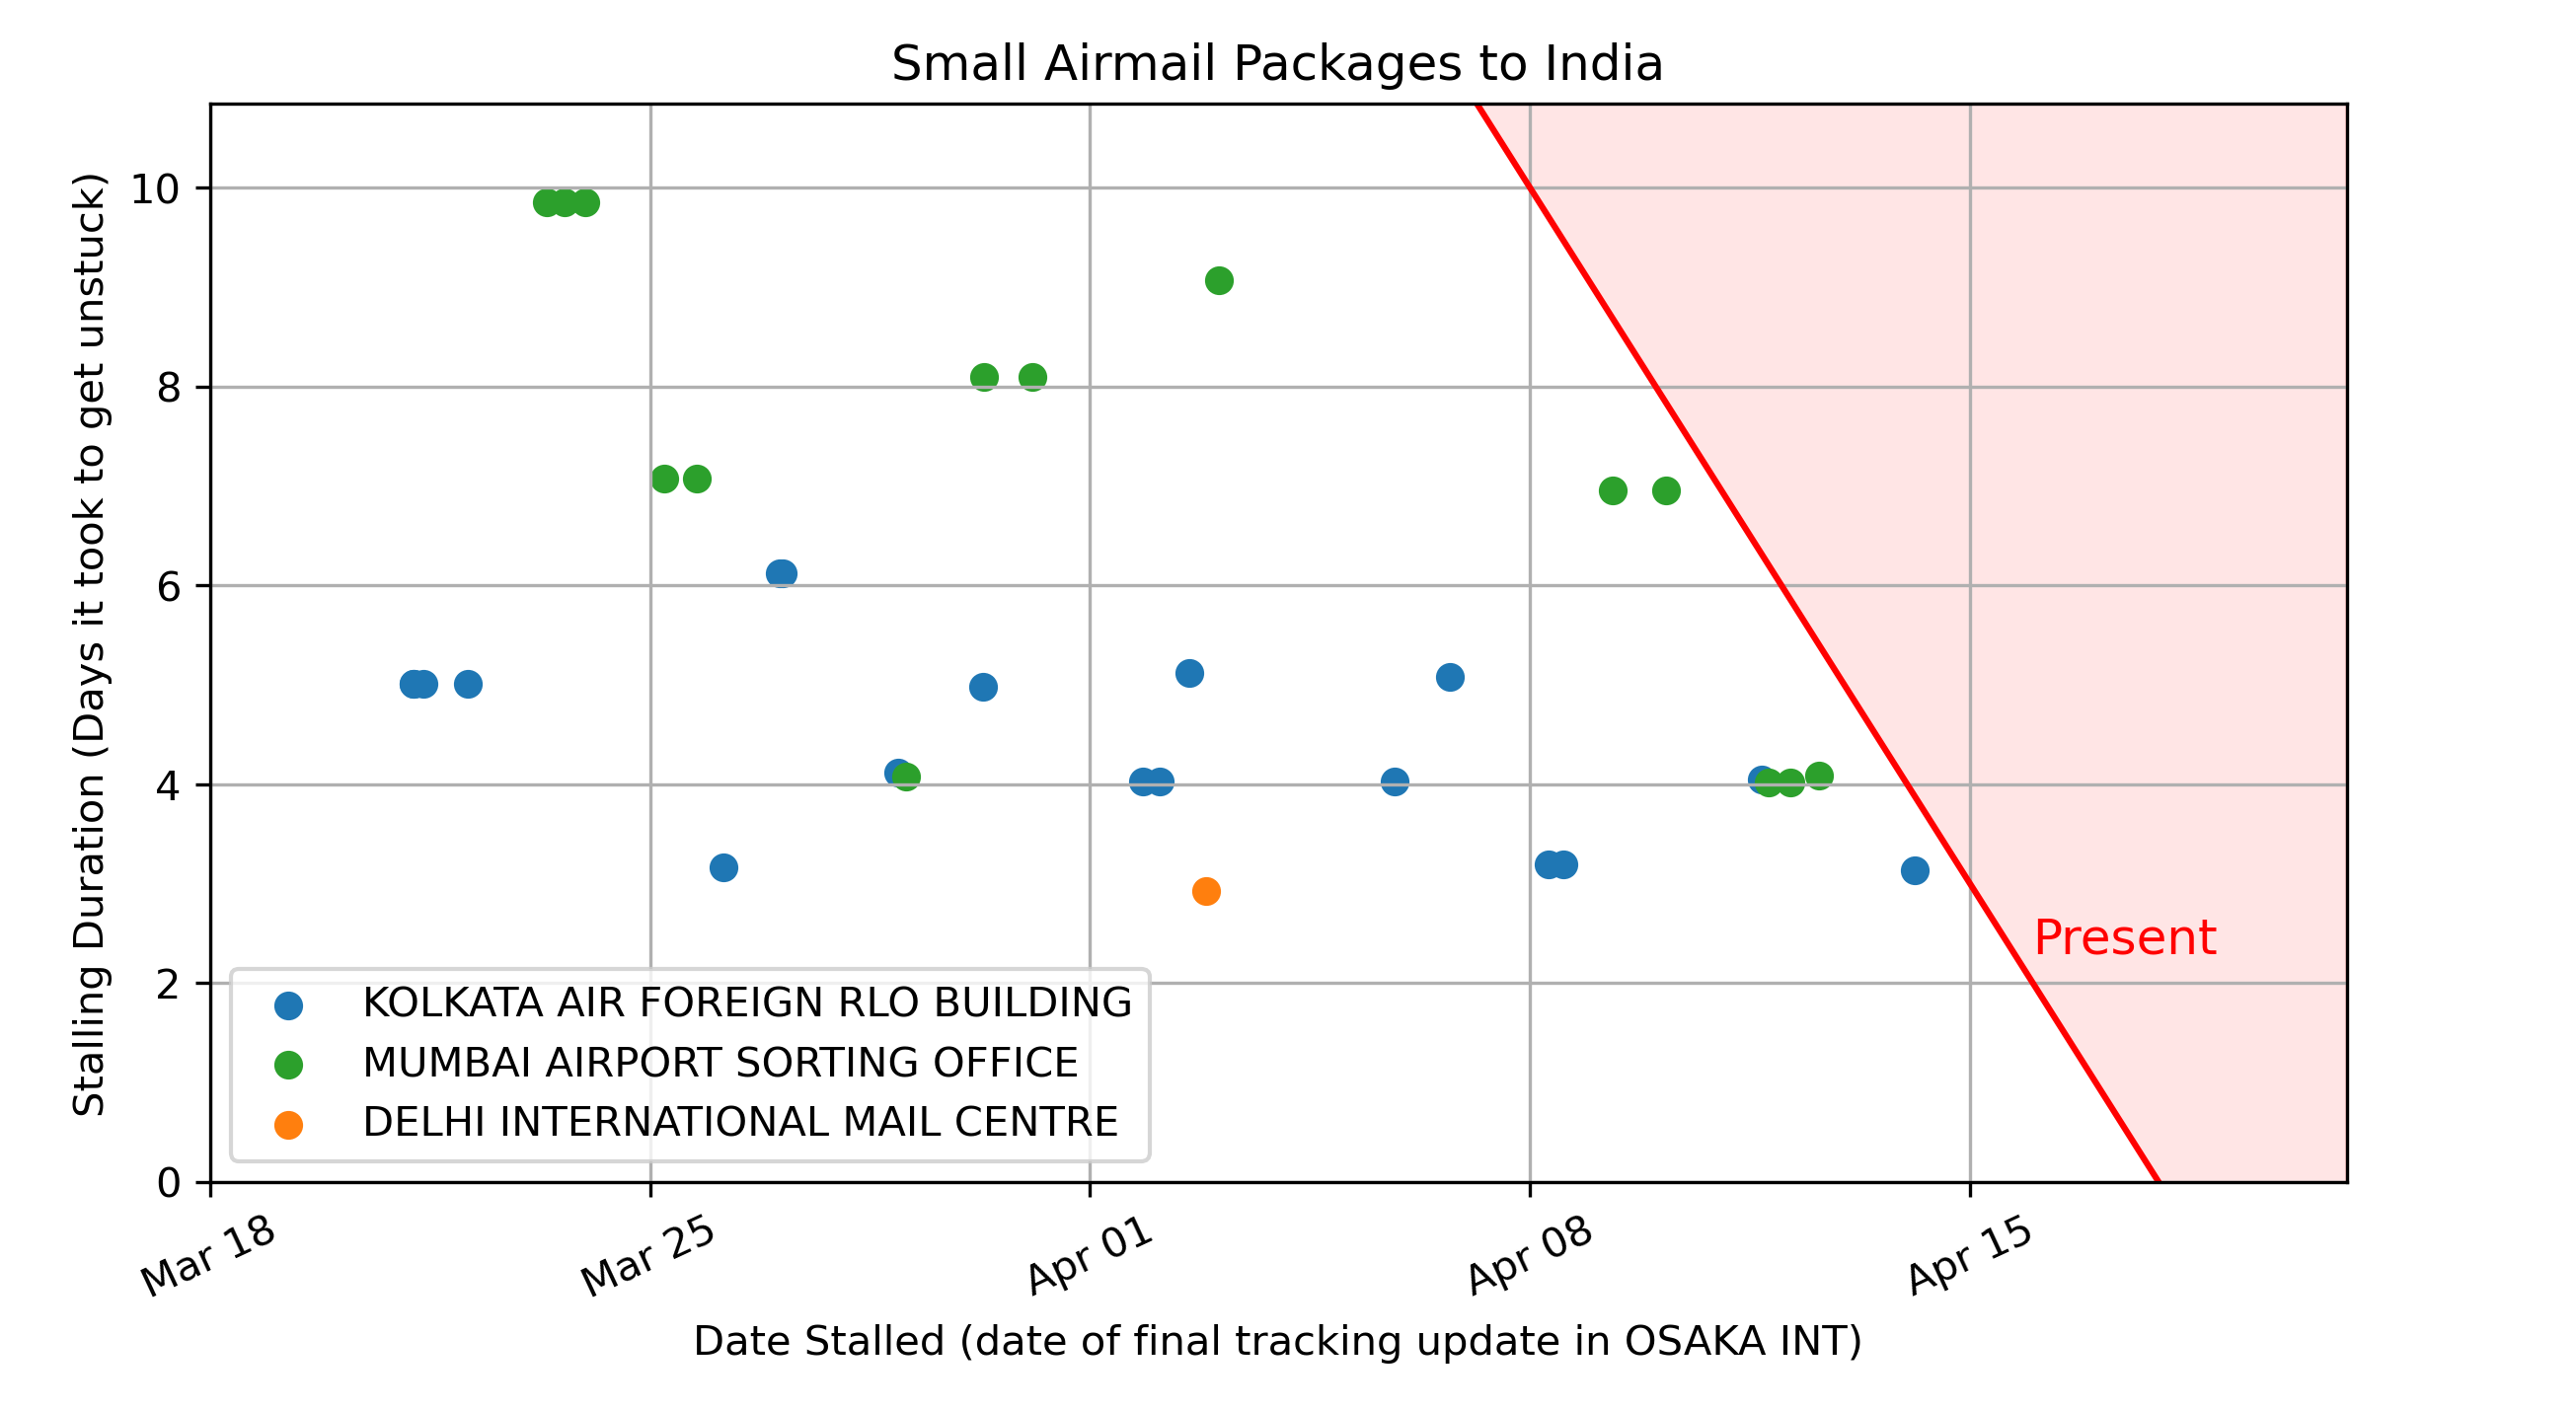 Small Airmail Packages to India
Stalling Duration (Days it took to get unstuck)
10
8
6
4
2
0
Present
KOLKATA AIR FOREIGN RLO BUILDING
MUMBAI AIRPORT SORTING OFFICE
DELHI INTERNATIONAL MAIL CENTRE
Mar 18
Mar 25
Apr 01
Apr 08
Apr 15
Date Stalled (date of final tracking update in OSAKA INT)